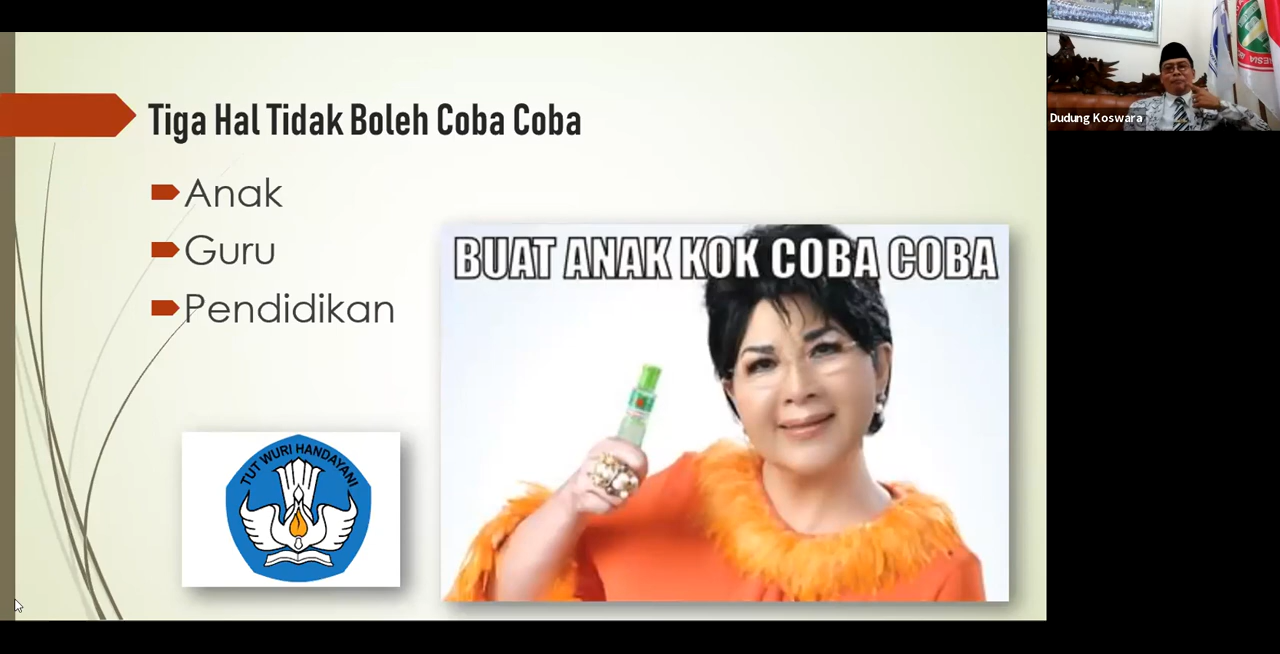 Tiga Hal Tidak Boleh Coba Coba
Anak
Guru
Pendidikan
BUAT ANAK KOK COBA COBA
TUT WURI HANDAYANI
Dudung Koswara